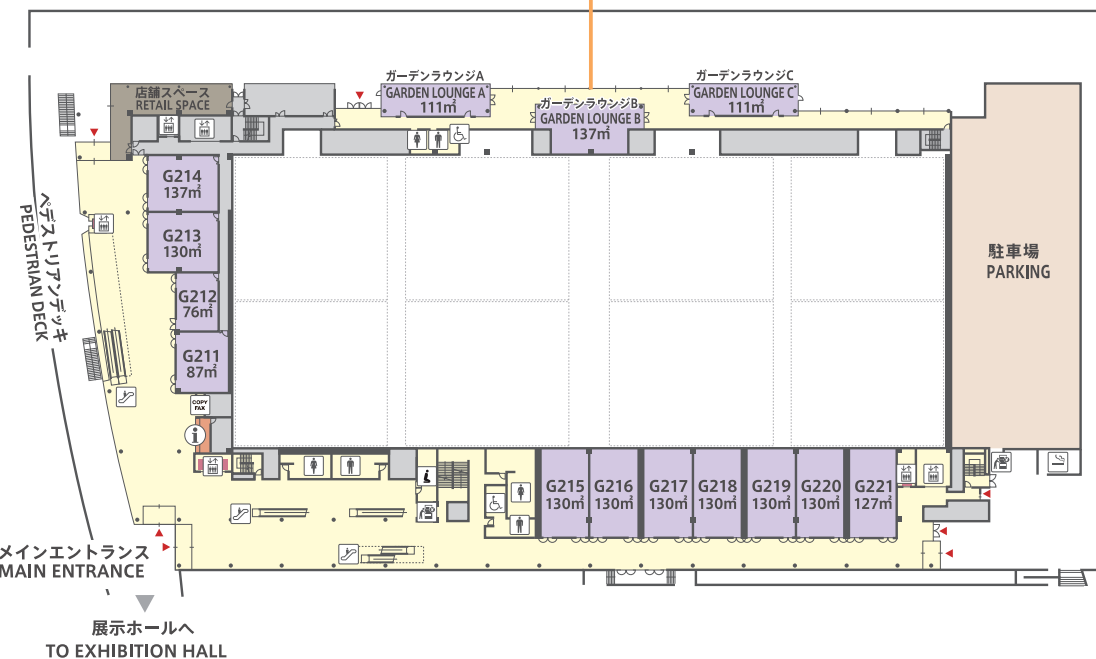 ガーデンラウンジA
GARDEN LOUNGE A
111㎡
ガーデンラウンジB
GARDEN LOUNGE B
137㎡
ガーデンラウンジC
GARDEN LOUNGE C
111㎡
店舗スペース
RETAIL SPACE
G214
137㎡
G213
130㎡
G212
76㎡
G211
87㎡
ペデストリアンデッキ
PEDESTRIAN DECK
駐車場
PARKING
COPY
FAX
i
G215
130㎡
G216
130㎡
G217
130㎡
G218
130㎡
G219
130㎡
G220
130㎡
G221
127㎡
メインエントランス
MAIN ENTRANCE
展示ホールへ
TO EXHIBITION HALL